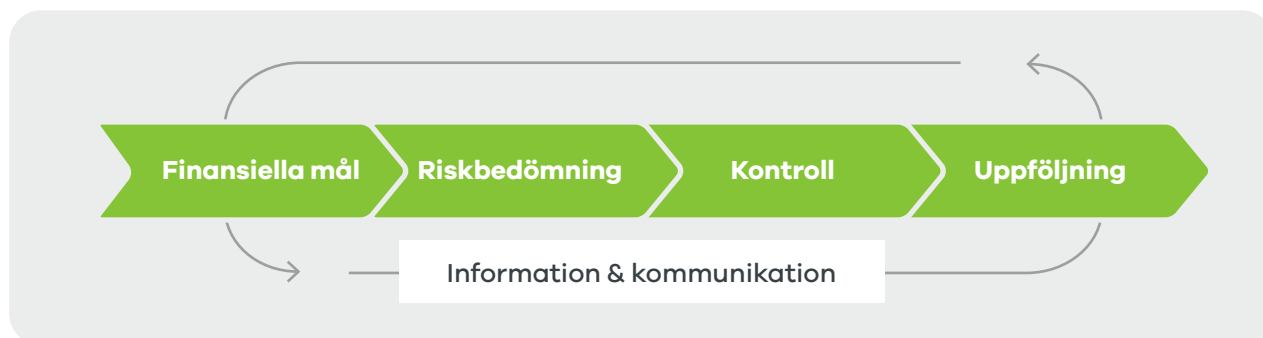 Finansiella mål
Riskbedömning
Kontroll
Uppföljning
Information & kommunikation